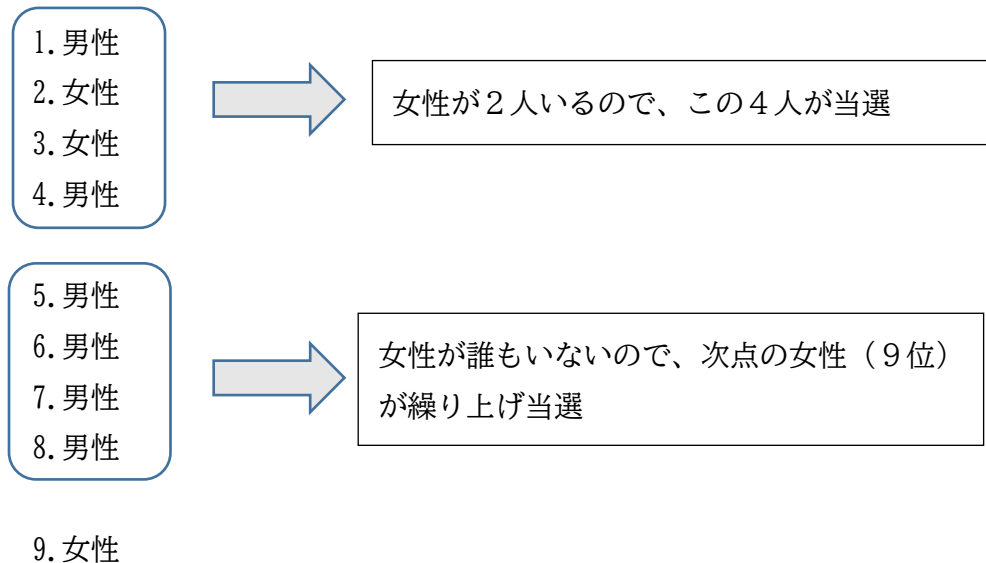 1.男性
2.女性
3.女性
4.男性
女性が２人いるので、この４人が当選
5.男性
6.男性
7.男性
8.男性
女性が誰もいないので、次点の女性（９位）
が繰り上げ当選
9.女性